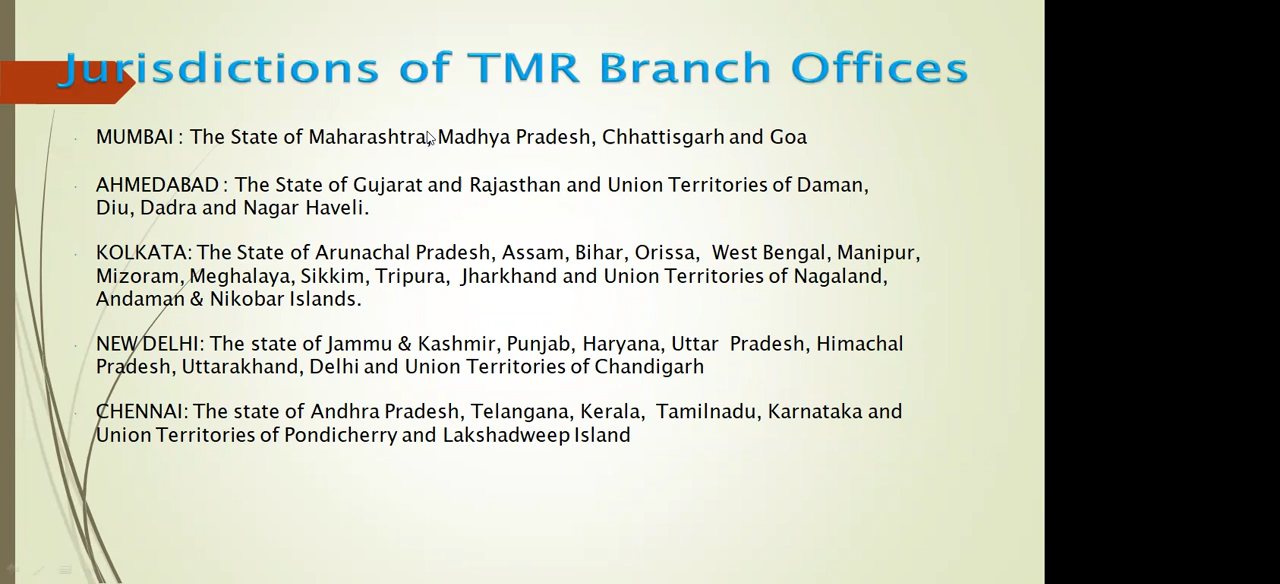 Jurisdictions of TMR Branch Offices
MUMBAI : The State of Maharashtra, Madhya Pradesh, Chhattisgarh and Goa
AHMEDABAD : The State of Gujarat and Rajasthan and Union Territories of Daman,
Diu, Dadra and Nagar Haveli.
KOLKATA: The State of Arunachal Pradesh, Assam, Bihar, Orissa, West Bengal, Manipur,
Mizoram, Meghalaya, Sikkim, Tripura, Jharkhand and Union Territories of Nagaland,
Andaman & Nikobar Islands.
NEW DELHI: The state of Jammu & Kashmir, Punjab, Haryana, Uttar Pradesh, Himachal
Pradesh, Uttarakhand, Delhi and Union Territories of Chandigarh
CHENNAI: The state of Andhra Pradesh, Telangana, Kerala, Tamilnadu, Karnataka and
Union Territories of Pondicherry and Lakshadweep Island